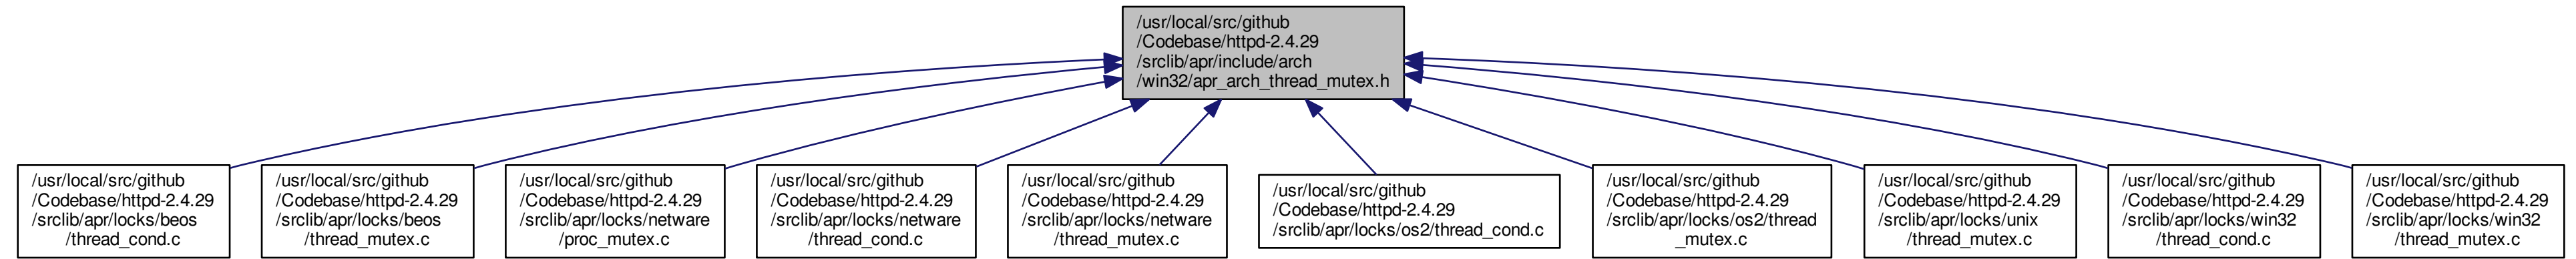 /usr/local/src/github
/Codebase/httpd-2.4.29
/srclib/apr/include/arch
/win32/apr_arch_thread_mutex.h
/usr/local/src/github
/Codebase/httpd-2.4.29
/srclib/apr/locks/beos
/thread_cond.c
/usr/local/src/github
/Codebase/httpd-2.4.29
/srclib/apr/locks/beos
/thread_mutex.c
/usr/local/src/github
/Codebase/httpd-2.4.29
/srclib/apr/locks/netware
/proc_mutex.c
/usr/local/src/github
/Codebase/httpd-2.4.29
/srclib/apr/locks/netware
/thread_cond.c
/usr/local/src/github
/Codebase/httpd-2.4.29
/srclib/apr/locks/netware
/thread_mutex.c
/usr/local/src/github
/Codebase/httpd-2.4.29
/srclib/apr/locks/os2/thread_cond.c
/usr/local/src/github
/Codebase/httpd-2.4.29
/srclib/apr/locks/os2/thread
_mutex.c
/usr/local/src/github
/Codebase/httpd-2.4.29
/srclib/apr/locks/unix
/thread_mutex.c
/usr/local/src/github
/Codebase/httpd-2.4.29
/srclib/apr/locks/win32
/thread_cond.c
/usr/local/src/github
/Codebase/httpd-2.4.29
/srclib/apr/locks/win32
/thread_mutex.c